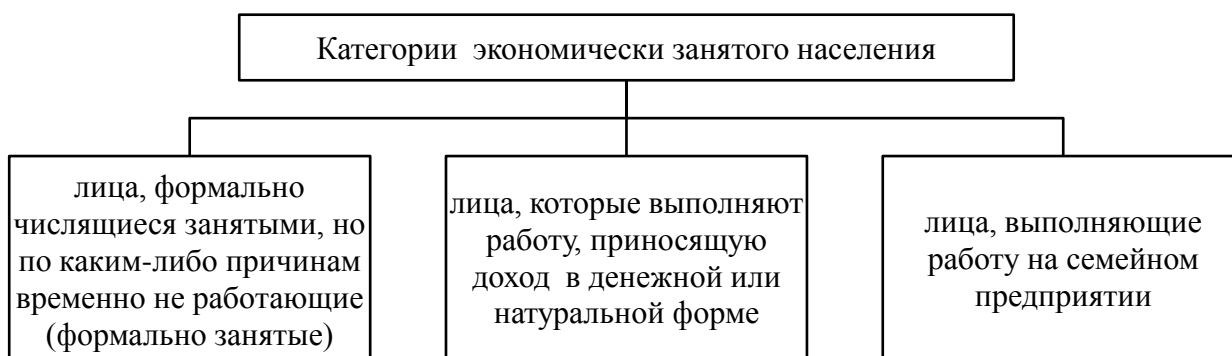 Категории экономически занятого населения
лица, формально
числящиеся занятыми, но
по каким-либо причинам
временно не работающие
(формально занятые)
лица, которые выполняют
работу, приносящую
доход в денежной или
натуральной форме
лица, выполняющие
работу на семейном
предприятии